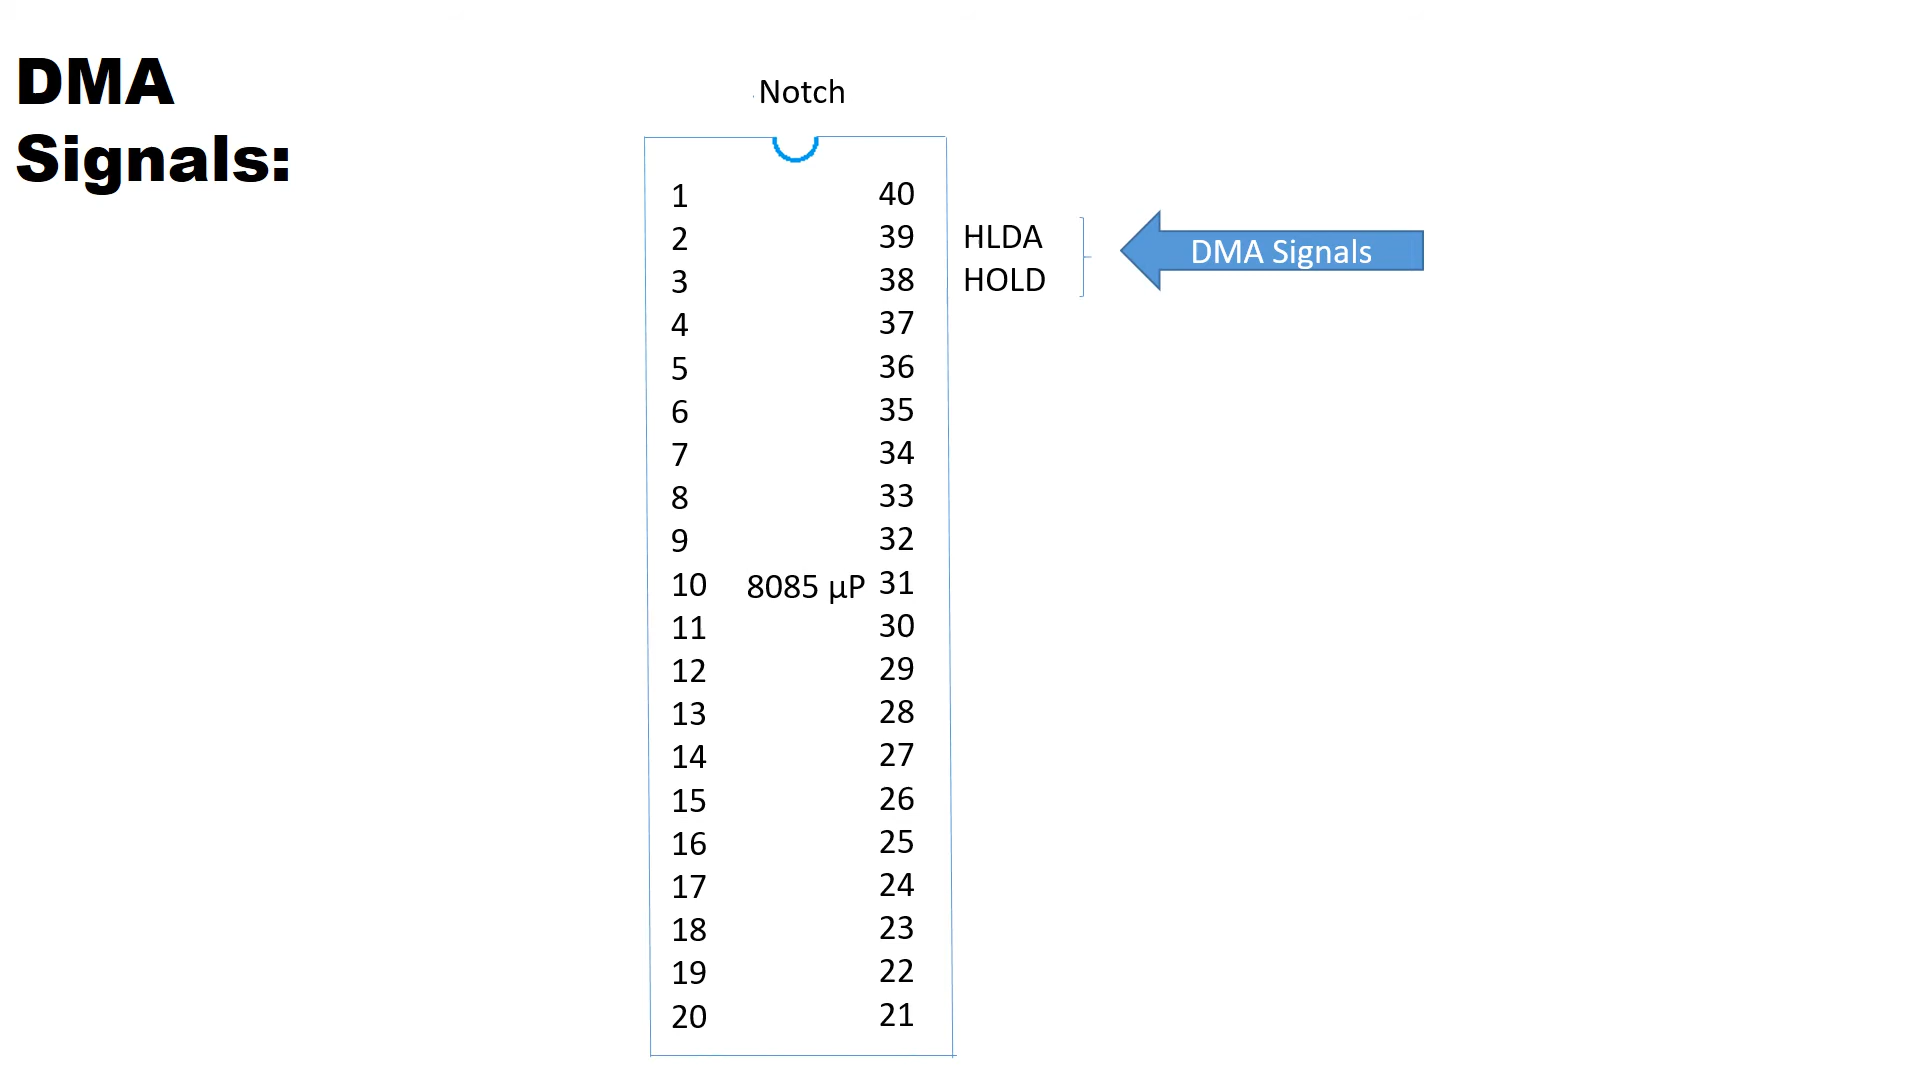 DMA
Signals:
Notch
1 40
2 39 HLDA
3 38 HOLD
DMA Signals
4 37
5 36
6 35
7 34
8 33
9 32
10 8085 µP 31
11 30
12 29
13 28
14 27
15 26
16 25
17 24
18 23
19 22
20 21